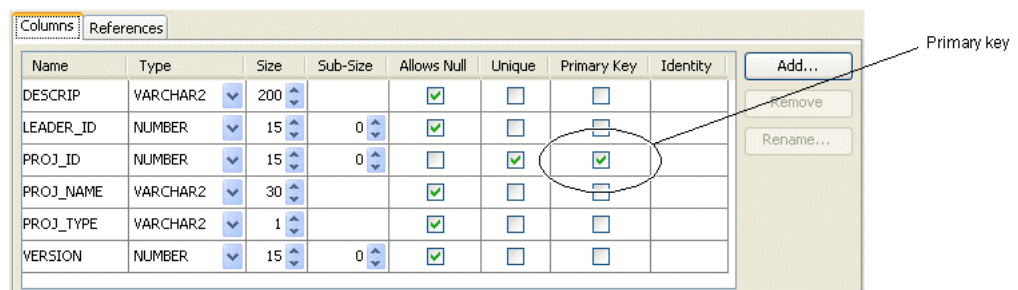 Columns References
Primary key
Name Type Size Sub-Size Allows Null Unique Primary Key Identity Add...
DESCRIP VARCHAR2 200 Remove
LEADER_ID NUMBER 15 0 Rename...
PROJ_ID NUMBER 15 0
PROJ_NAME VARCHAR2 30
PROJ_TYPE VARCHAR2 1
VERSION NUMBER 15 0